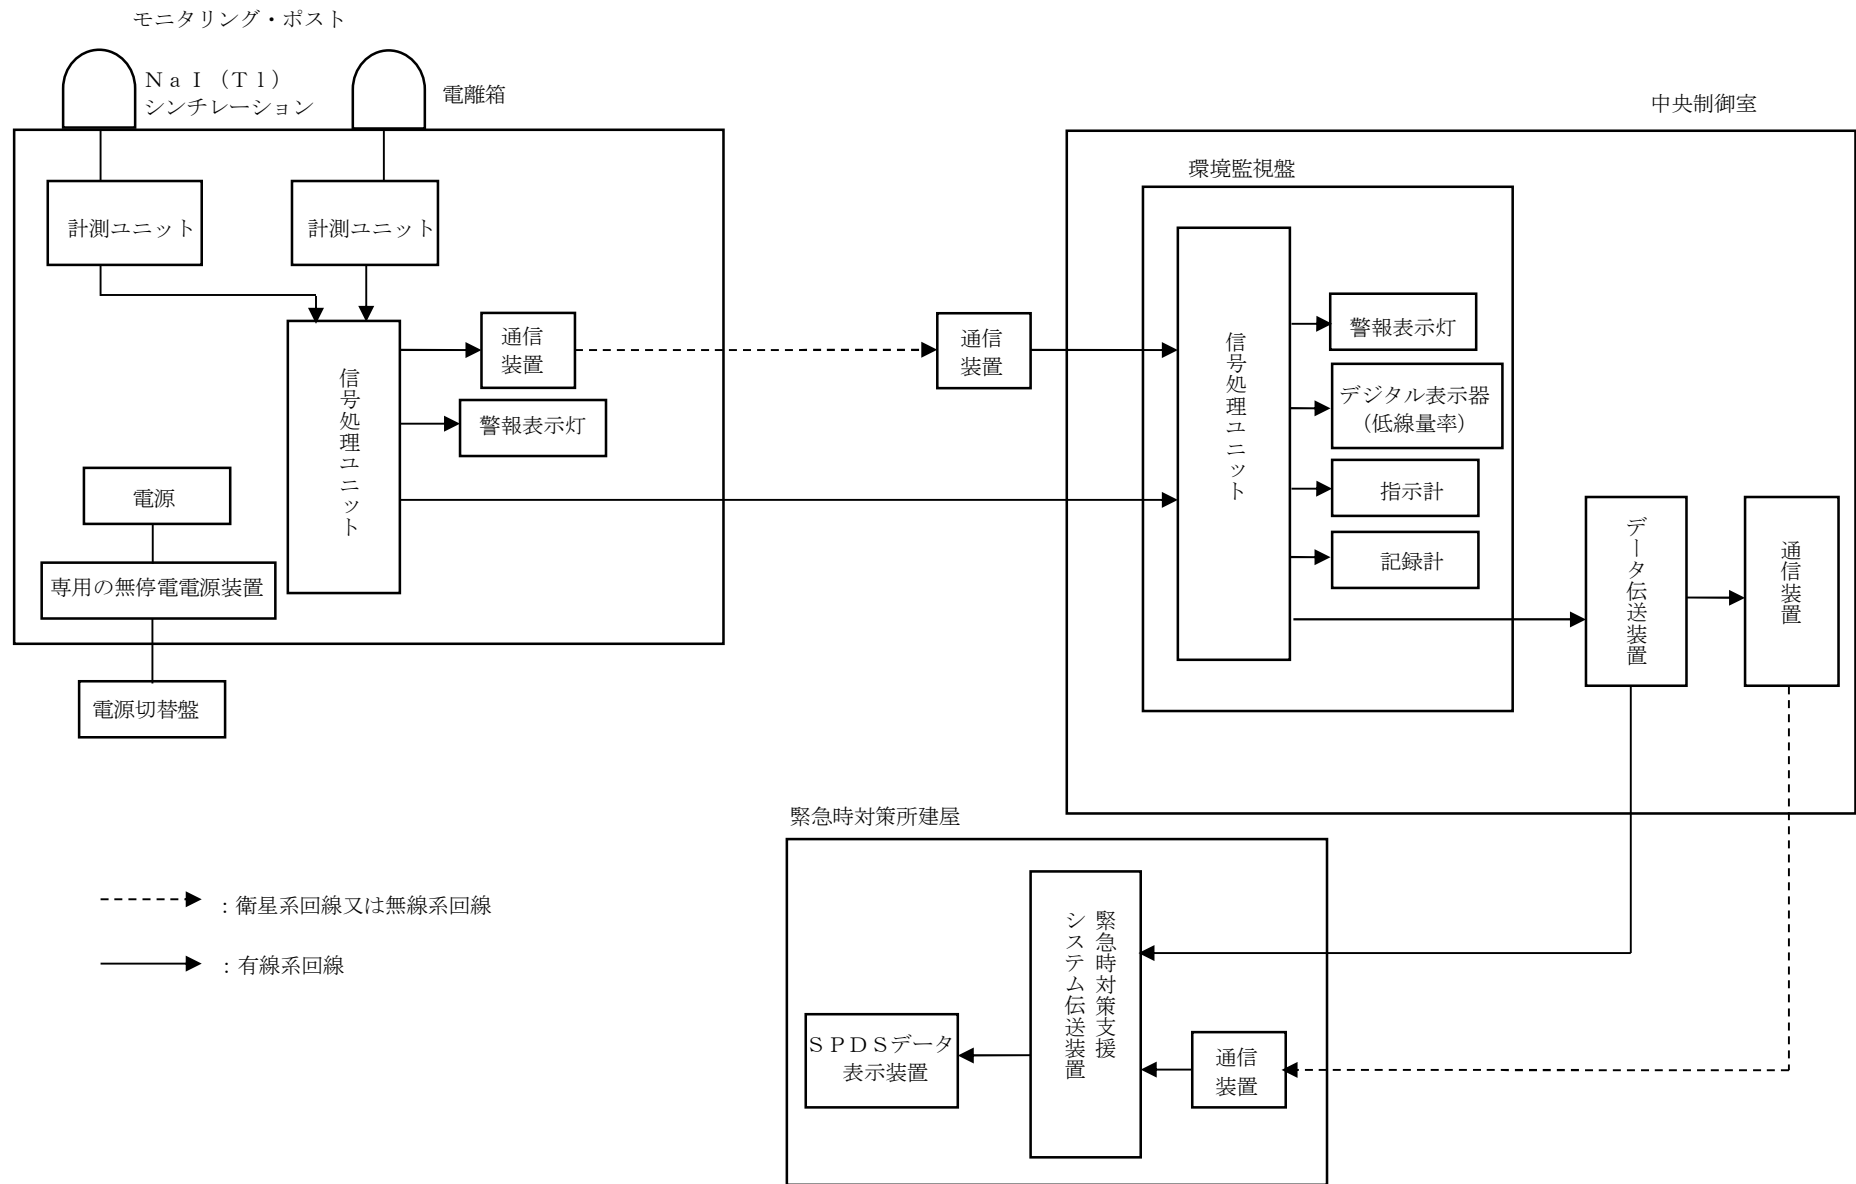 モニタリング・ポスト
ＮａＩ（Ｔｌ）
シンチレーション
電離箱
計測ユニット
計測ユニット
信号処理ユニット
通信
装置
警報表示灯
電源
専用の無停電電源装置
電源切替盤
通信
装置
中央制御室
環境監視盤
信号処理ユニット
警報表示灯
デジタル表示器
（低線量率）
指示計
記録計
データ伝送装置
通信装置
緊急時対策所建屋
緊急時対策支援
システム伝送装置
ＳＰＤＳデータ
表示装置
通信
装置
：衛星系回線又は無線系回線
：有線系回線